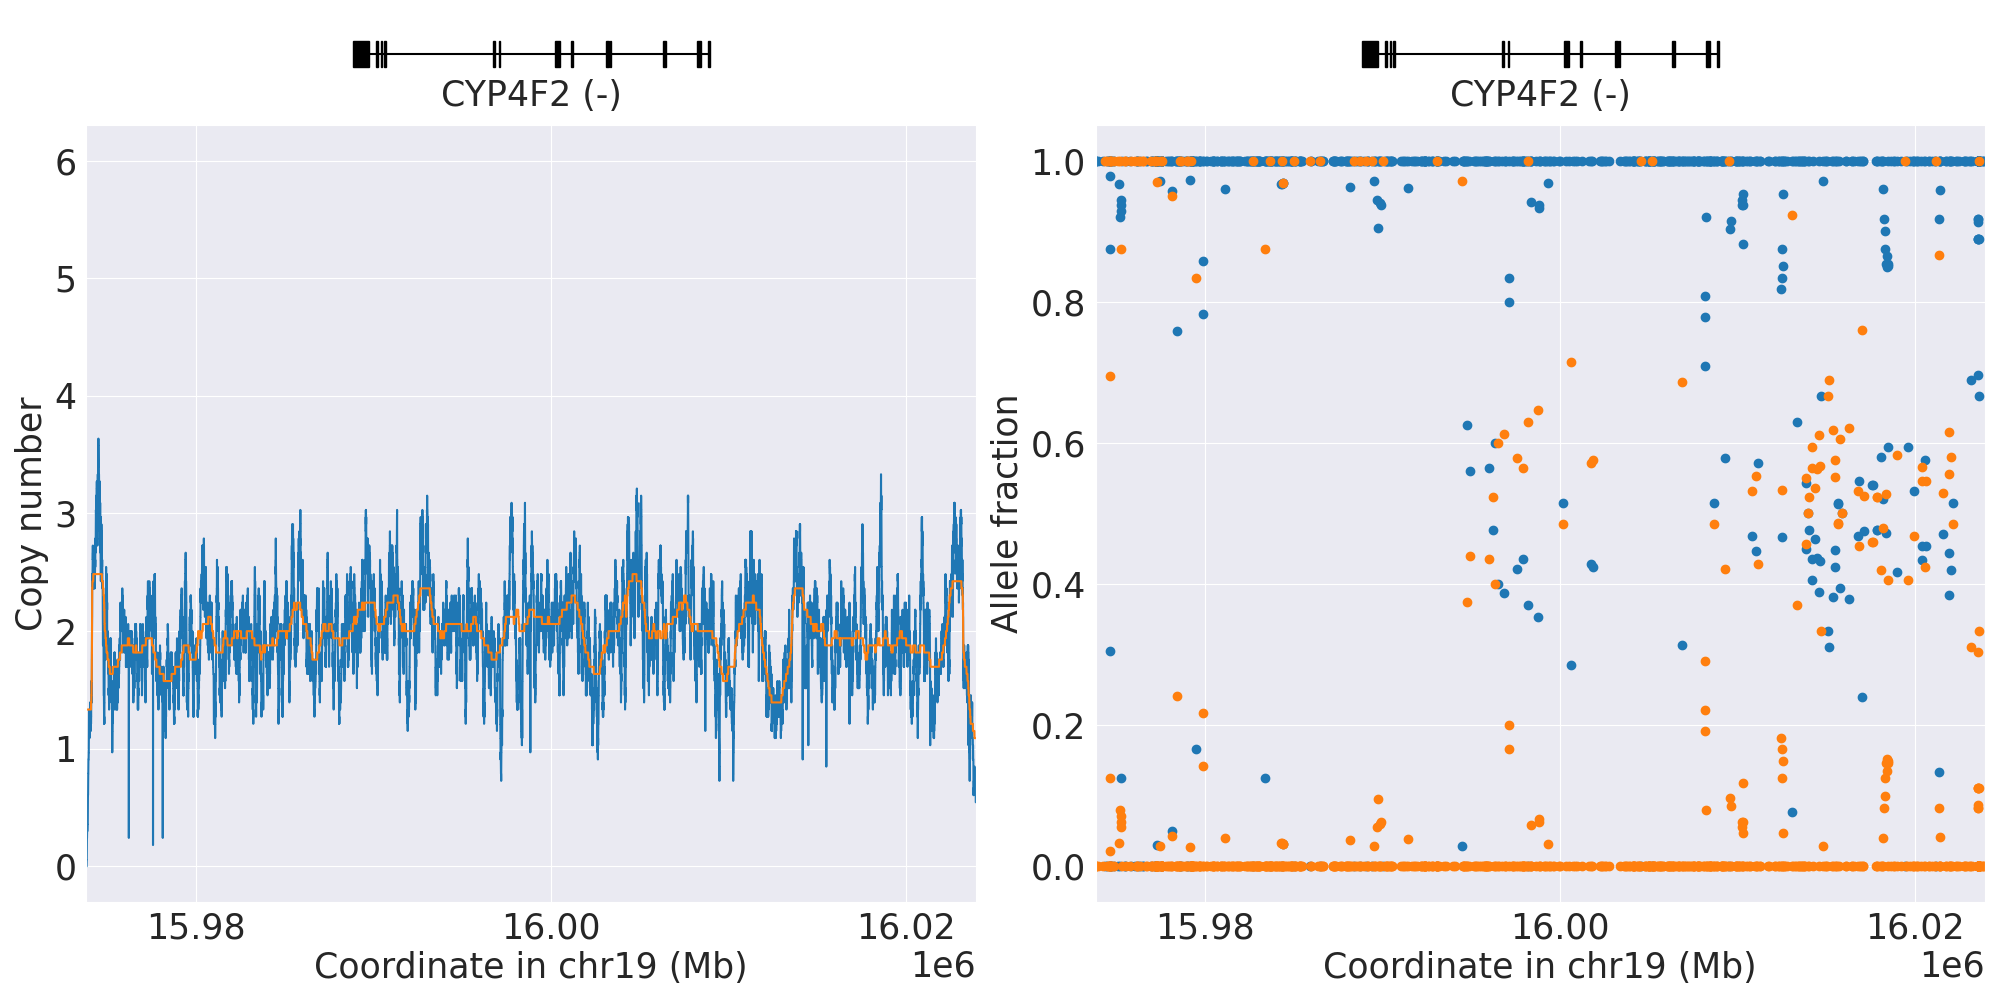 CYP4F2 (-)
6
5
4
3
2
1
0
Copy number
15.98
16.00
16.02
Coordinate in chr19 (Mb)
1e6
CYP4F2 (-)
1.0
0.8
0.6
0.4
0.2
0.0
Allele fraction
15.98
16.00
16.02
Coordinate in chr19 (Mb)
1e6